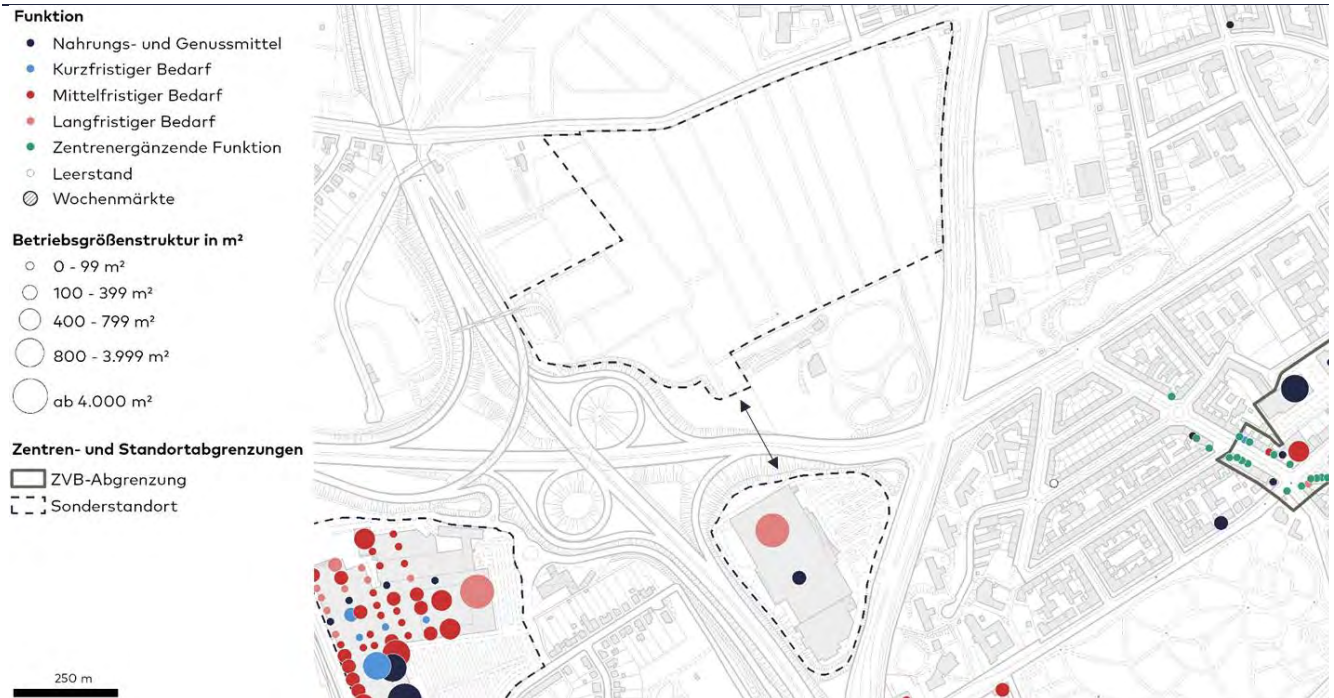 Funktion
Nahrungs- und Genussmittel
Kurzfristiger Bedarf
Mittelfristiger Bedarf
Langfristiger Bedarf
Zentrenergänzende Funktion
Leerstand
Wochenmärkte
Betriebsgrößenstruktur in m²
0 - 99 m²
100 - 399 m²
400 - 799 m²
800 - 3.999 m²
ab 4.000 m²
Zentren- und Standortabgrenzungen
ZVB-Abgrenzung
Sonderstandort
250 m